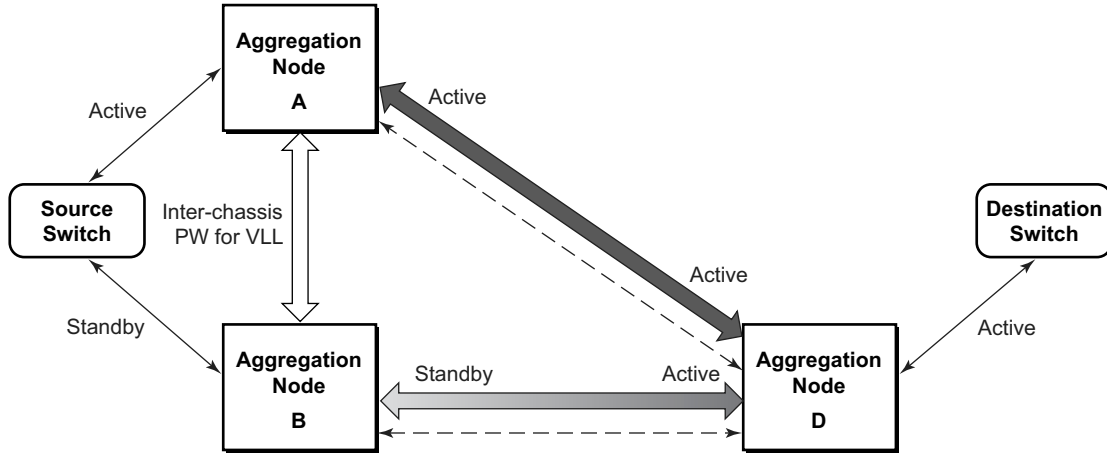 Aggregation
Node
A
Active
Active
Source
Switch
Inter-chassis
PW for VLL
Destination
Switch
Active
Standby
Active
Aggregation
Node
B
Standby
Active
Aggregation
Node
D